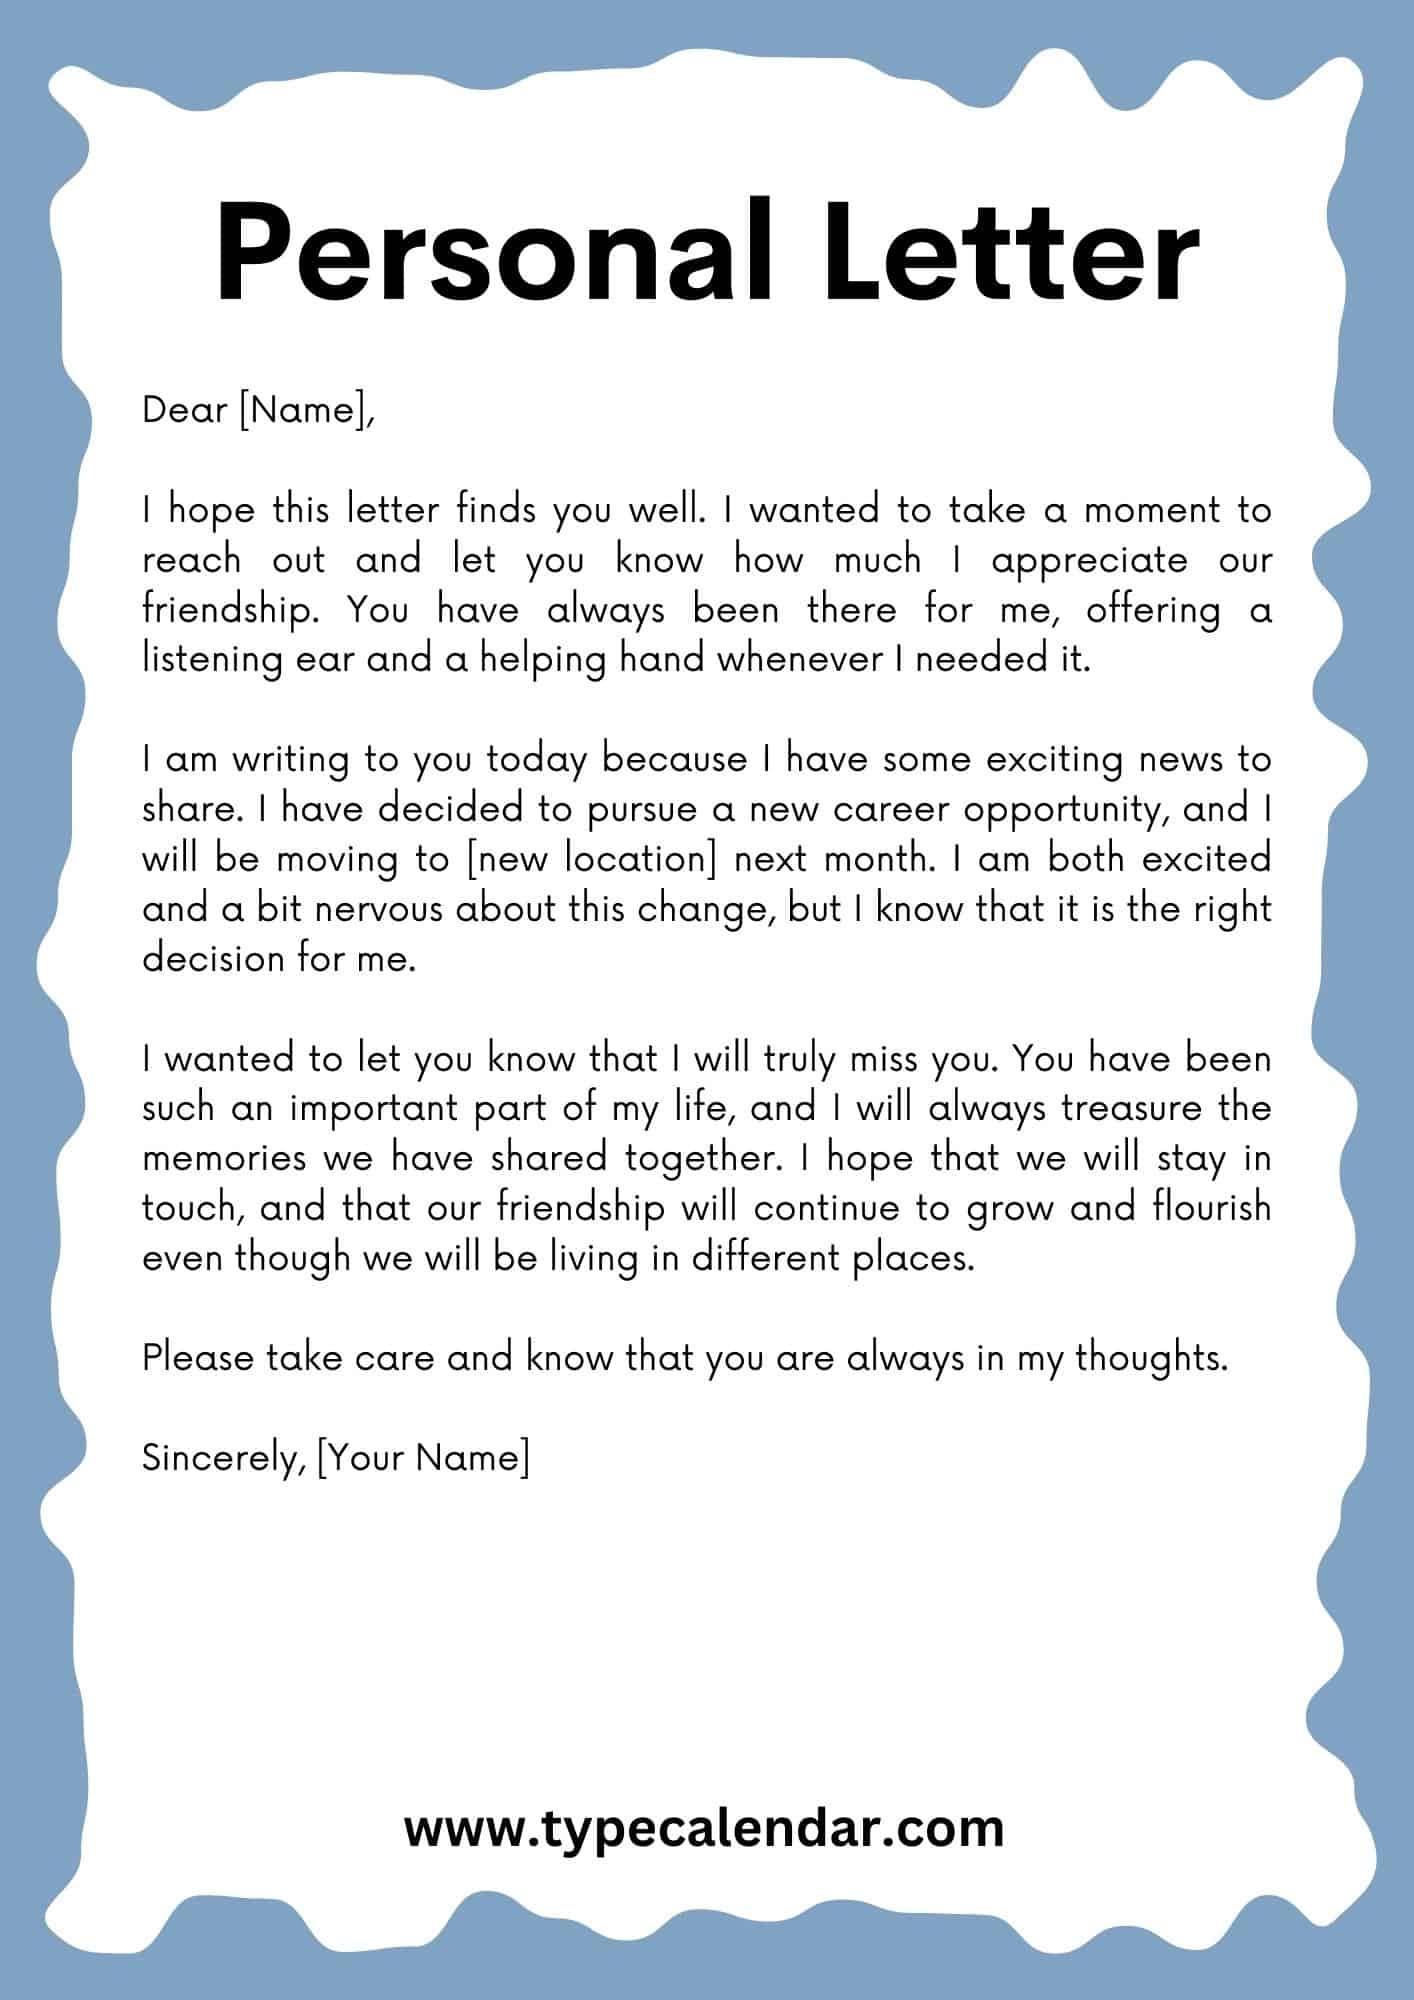 Personal Letter
Dear [Name],
I hope this letter finds you well. I wanted to take a moment to
reach out and let you know how much I appreciate our
friendship. You have always been there for me, offering a
listening ear and a helping hand whenever I needed it.
I am writing to you today because I have some exciting news to
share. I have decided to pursue a new career opportunity, and I
will be moving to [new location] next month. I am both excited
and a bit nervous about this change, but I know that it is the right
decision for me.
I wanted to let you know that I will truly miss you. You have been
such an important part of my life, and I will always treasure the
memories we have shared together. I hope that we will stay in
touch, and that our friendship will continue to grow and flourish
even though we will be living in different places.
Please take care and know that you are always in my thoughts.
Sincerely, [Your Name]
www.typecalendar.com